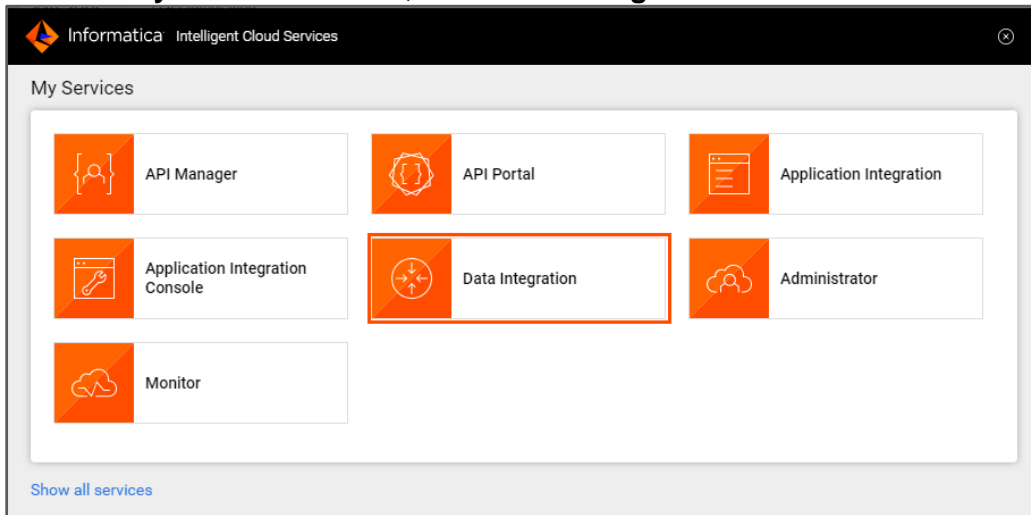 Informatica Intelligent Cloud Services
My Services
API Manager
API Portal
Application Integration
Application Integration
Console
Data Integration
Administrator
Monitor
Show all services